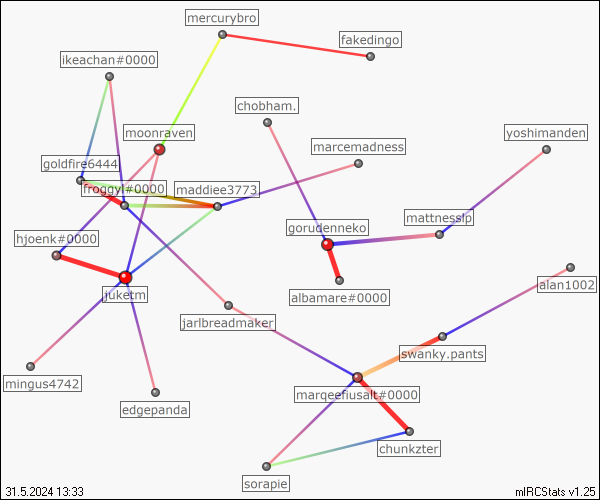 mercurybro
fakedingo
ikeachan#0000
chobham.
moonraven
yoshimanden
marcemadness
goldfire6444
froggyl#0000
maddiee3773
mattnesslp
gorudenneko
hjoenk#0000
alan1002
juketm
albamare#0000
jarlbreadmaker
swanky.pants
mingus4742
marqeefiusalt#0000
edgepanda
chunkzter
sorapie
31.5.2024 13:33
mIRCStats v1.25